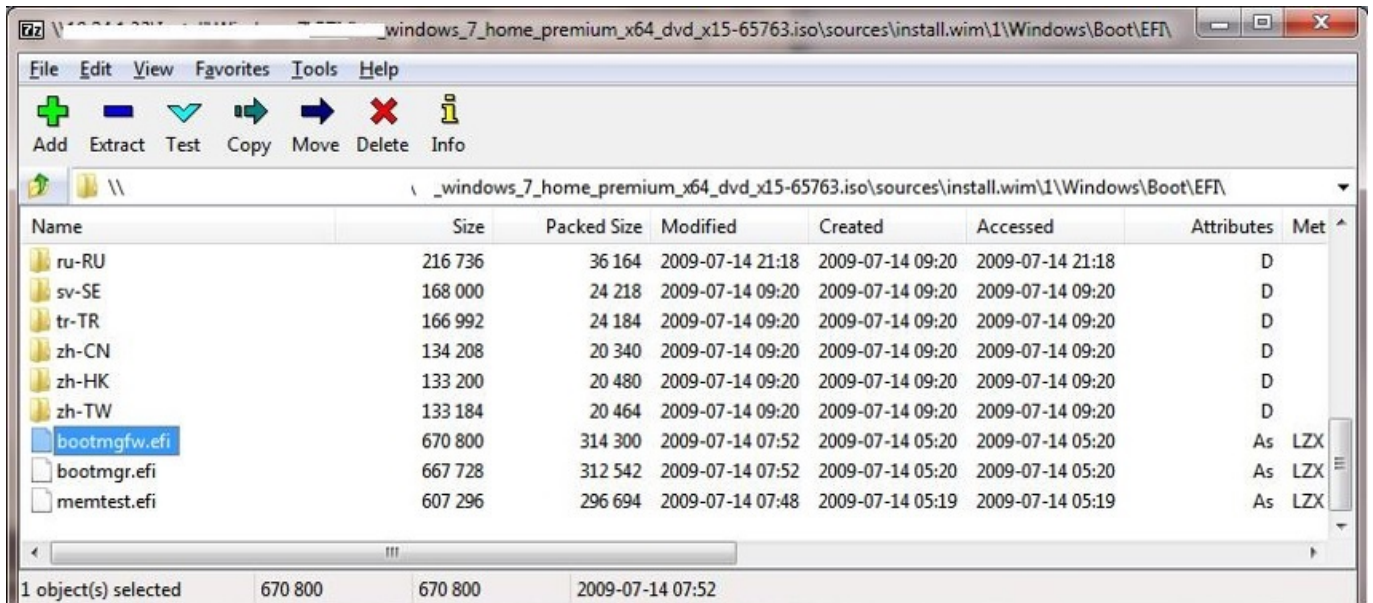 _windows_7_home_premium_x64_dvd_x15-65763.iso\sources\install.wim\1\Windows\Boot\EFI\
File Edit View Favorites Tools Help
Add Extract Test Copy Move Delete Info
\\ \ _windows_7_home_premium_x64_dvd_x15-65763.iso\sources\install.wim\1\Windows\Boot\EFI\
Name Size Packed Size Modified Created Accessed Attributes Met
ru-RU 216 736 36 164 2009-07-14 21:18 2009-07-14 09:20 2009-07-14 21:18 D
sv-SE 168 000 24 218 2009-07-14 09:20 2009-07-14 09:20 2009-07-14 09:20 D
tr-TR 166 992 24 184 2009-07-14 09:20 2009-07-14 09:20 2009-07-14 09:20 D
zh-CN 134 208 20 340 2009-07-14 09:20 2009-07-14 09:20 2009-07-14 09:20 D
zh-HK 133 200 20 480 2009-07-14 09:20 2009-07-14 09:20 2009-07-14 09:20 D
zh-TW 133 184 20 464 2009-07-14 09:20 2009-07-14 09:20 2009-07-14 09:20 D
bootmgfw.efi 670 800 314 300 2009-07-14 07:52 2009-07-14 05:20 2009-07-14 05:20 As LZX
bootmgr.efi 667 728 312 542 2009-07-14 07:52 2009-07-14 05:20 2009-07-14 05:20 As LZX
memtest.efi 607 296 296 694 2009-07-14 07:48 2009-07-14 05:19 2009-07-14 05:19 As LZX
1 object(s) selected 670 800 670 800 2009-07-14 07:52